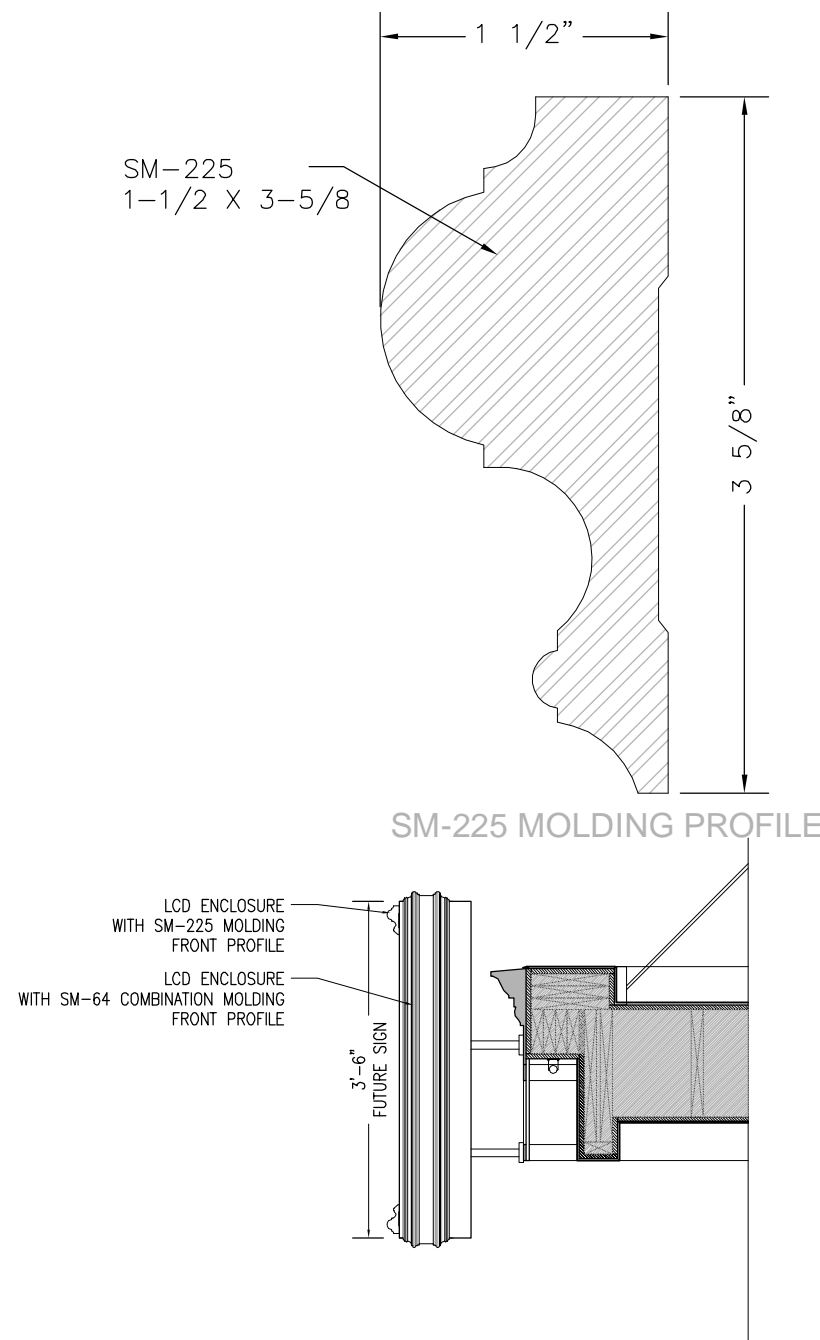 1 1/2”
SM-225
1-1/2 X 3-5/8
3 5/8”
SM-225 MOLDING PROFILE
LCD ENCLOSURE
WITH SM-225 MOLDING
FRONT PROFILE
LCD ENCLOSURE
WITH SM-64 COMBINATION MOLDING
FRONT PROFILE
3'-6"
FUTURE SIGN